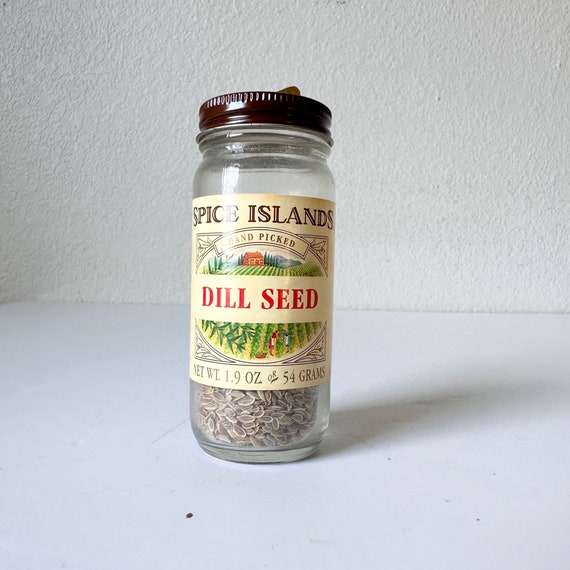 SPICE ISLANDS
HAND PICKED
DILL SEED
NET WT. 1.9 OZ. OR 54 GRAMS